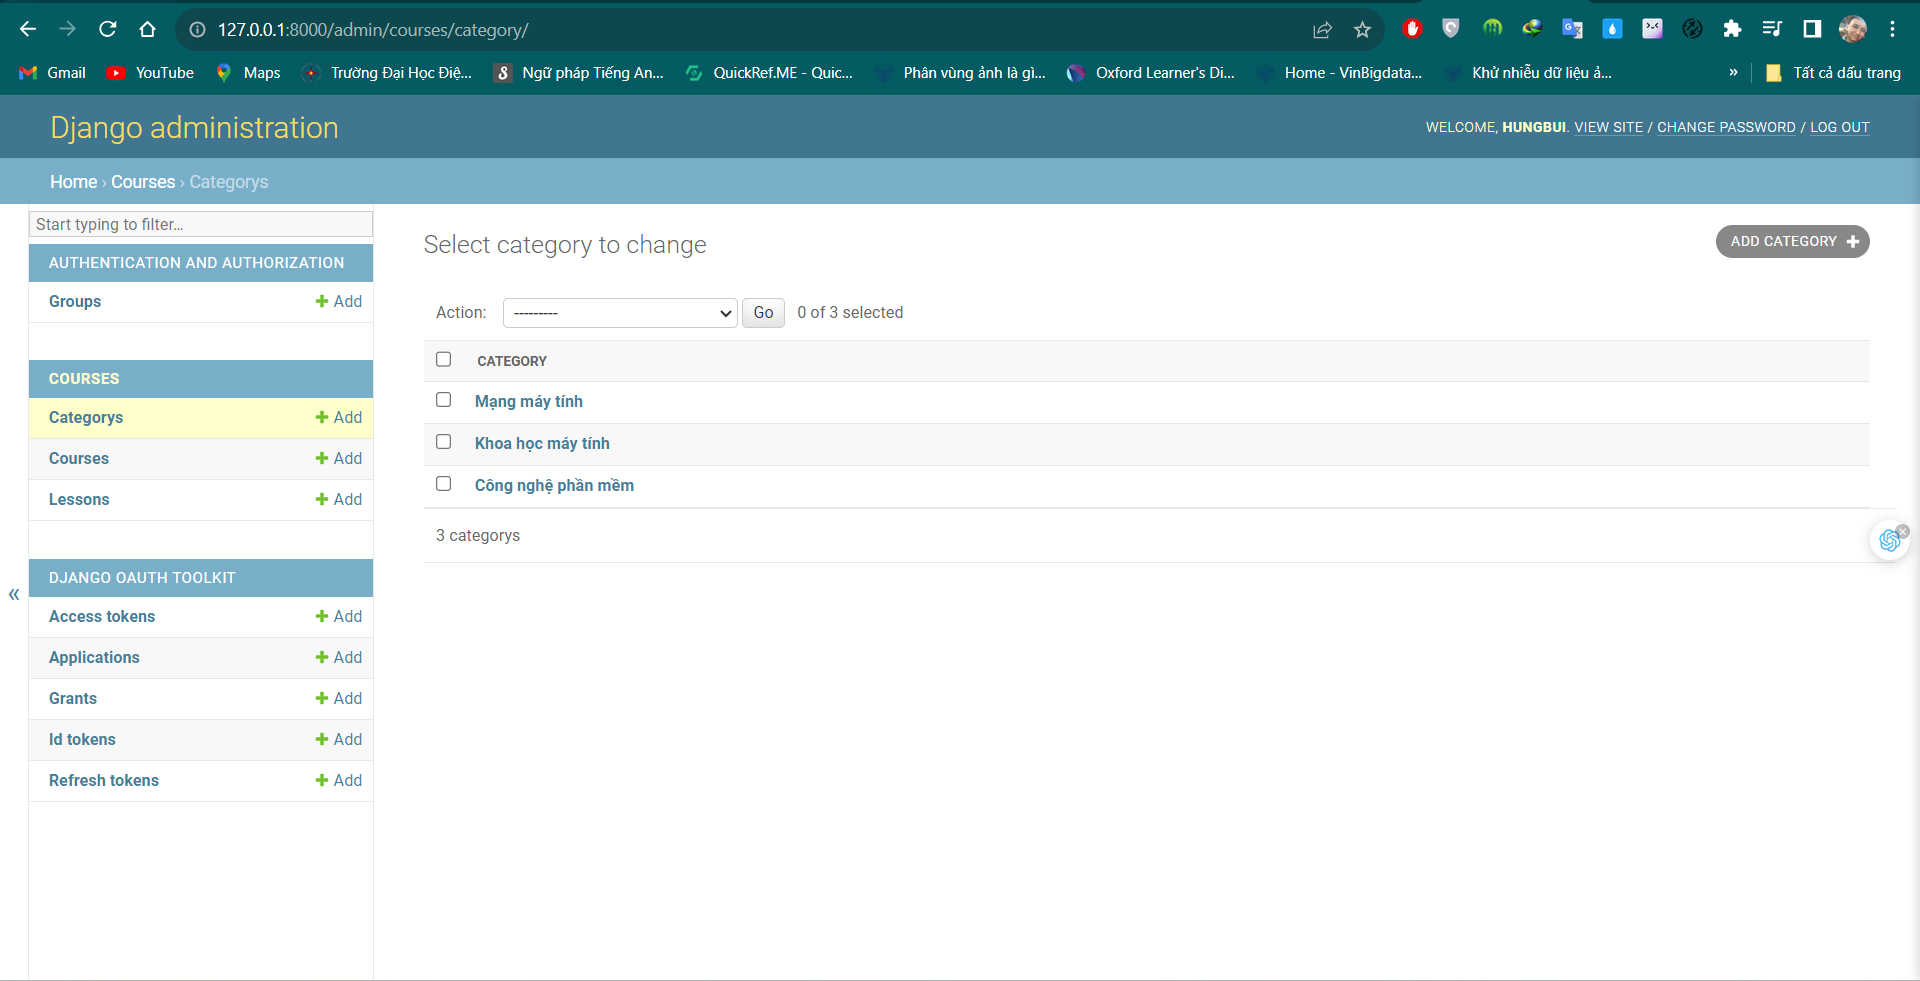 127.0.0.1:8000/admin/courses/category/
Gmail YouTube Maps Trường Đại Học Điệ... Ngữ pháp Tiếng An... QuickRef.ME - Quic... Phân vùng ảnh là gì... Oxford Learner's Di... Home - VinBigdata... Khử nhiễu dữ liệu ả... » Tất cả dấu trang
Django administration
WELCOME, HUNGBUI. VIEW SITE / CHANGE PASSWORD / LOG OUT
Home › Courses › Categorys
Start typing to filter...
AUTHENTICATION AND AUTHORIZATION
Groups Add
COURSES
Categorys Add
Courses Add
Lessons Add
DJANGO OAUTH TOOLKIT
Access tokens Add
Applications Add
Grants Add
Id tokens Add
Refresh tokens Add
«
Select category to change
ADD CATEGORY
Action: --------- Go 0 of 3 selected
CATEGORY
Mạng máy tính
Khoa học máy tính
Công nghệ phần mềm
3 categorys